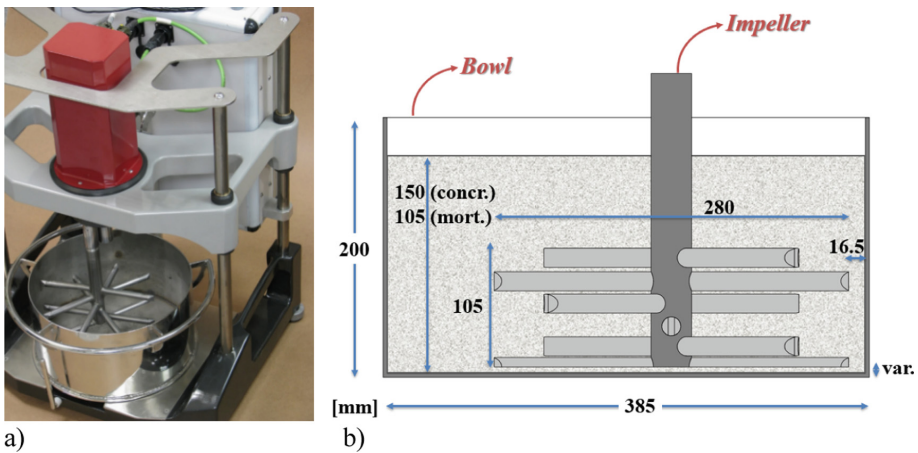 Impeller
Bowl
150 (concr.)
105 (mort.)
280
16.5
200
105
var.
[mm]
385
a)
b)